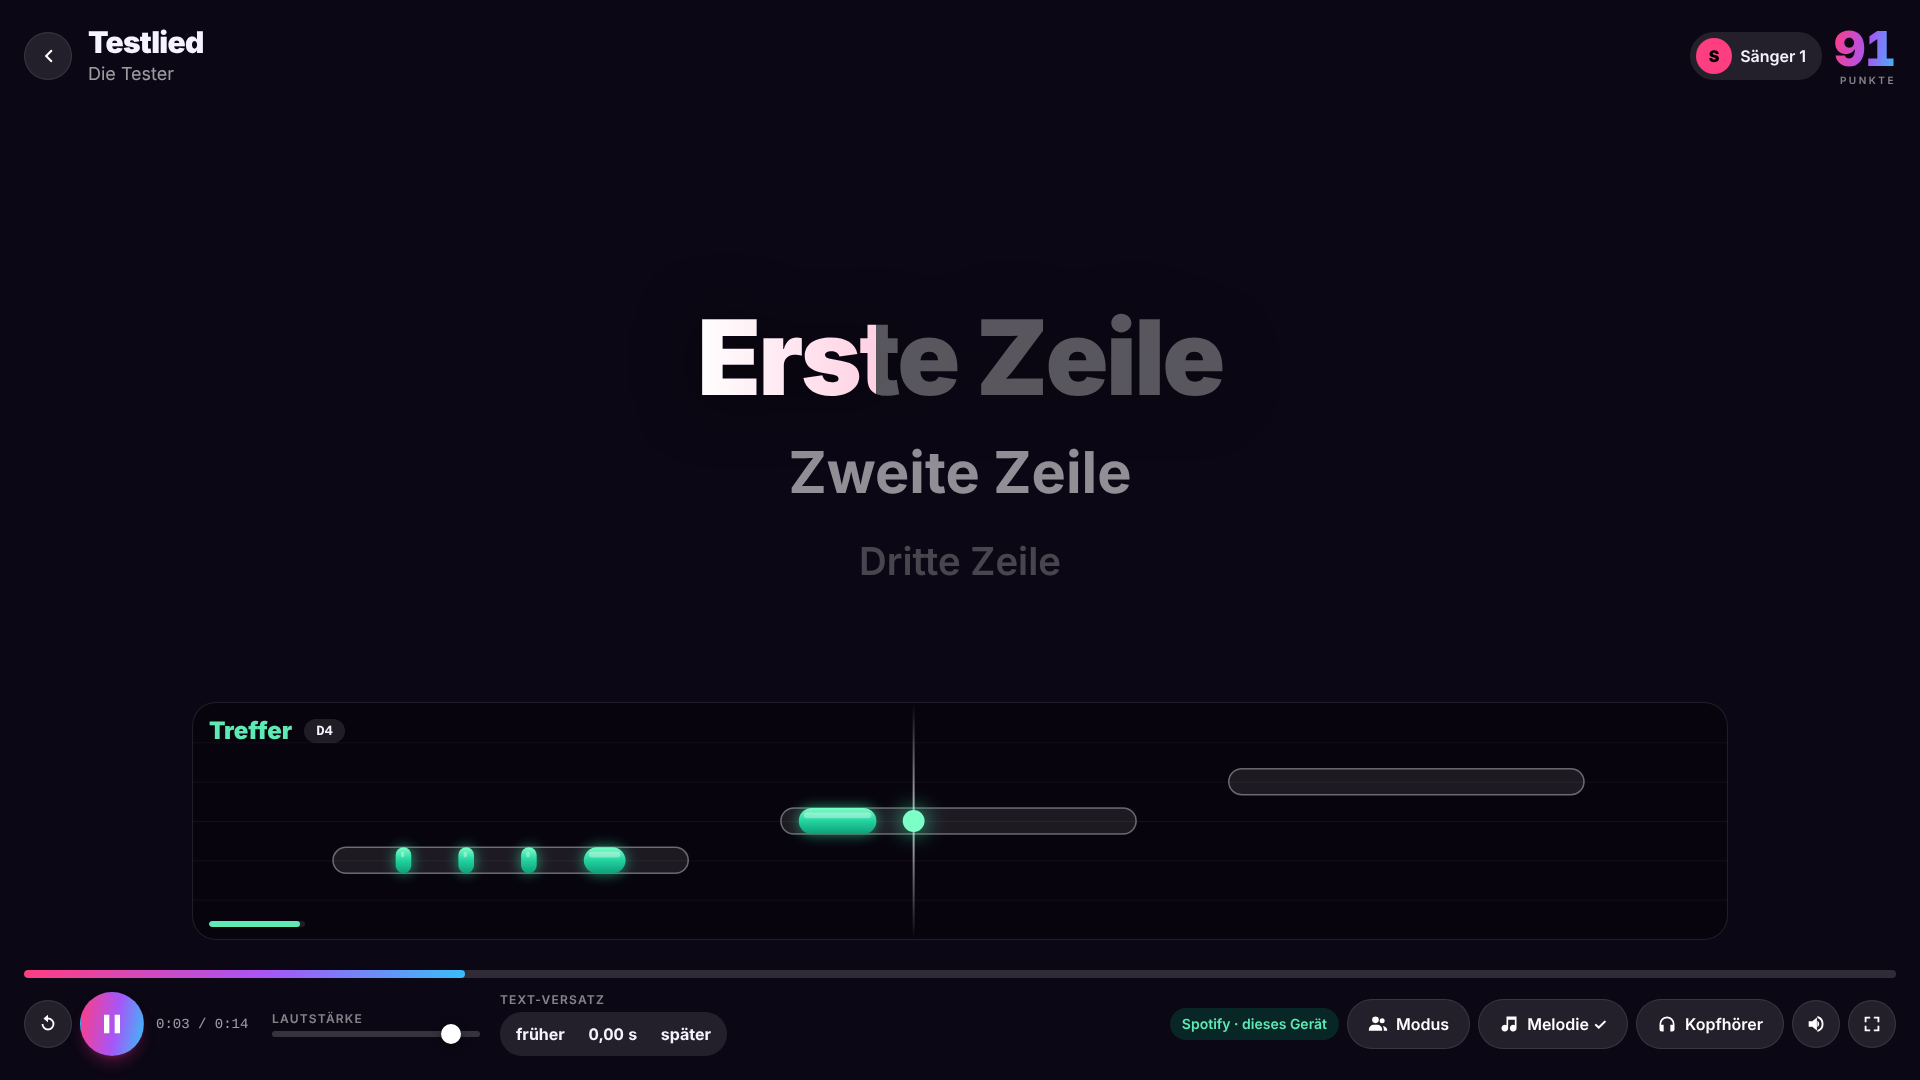 Testlied
Die Tester
S
Sänger 1
91
PUNKTE
Erste Zeile
Zweite Zeile
Dritte Zeile
Treffer
D4
0:03 / 0:14
LAUTSTÄRKE
TEXT-VERSATZ
früher
0,00 s
später
Spotify · dieses Gerät
Modus
Melodie ✓
Kopfhörer